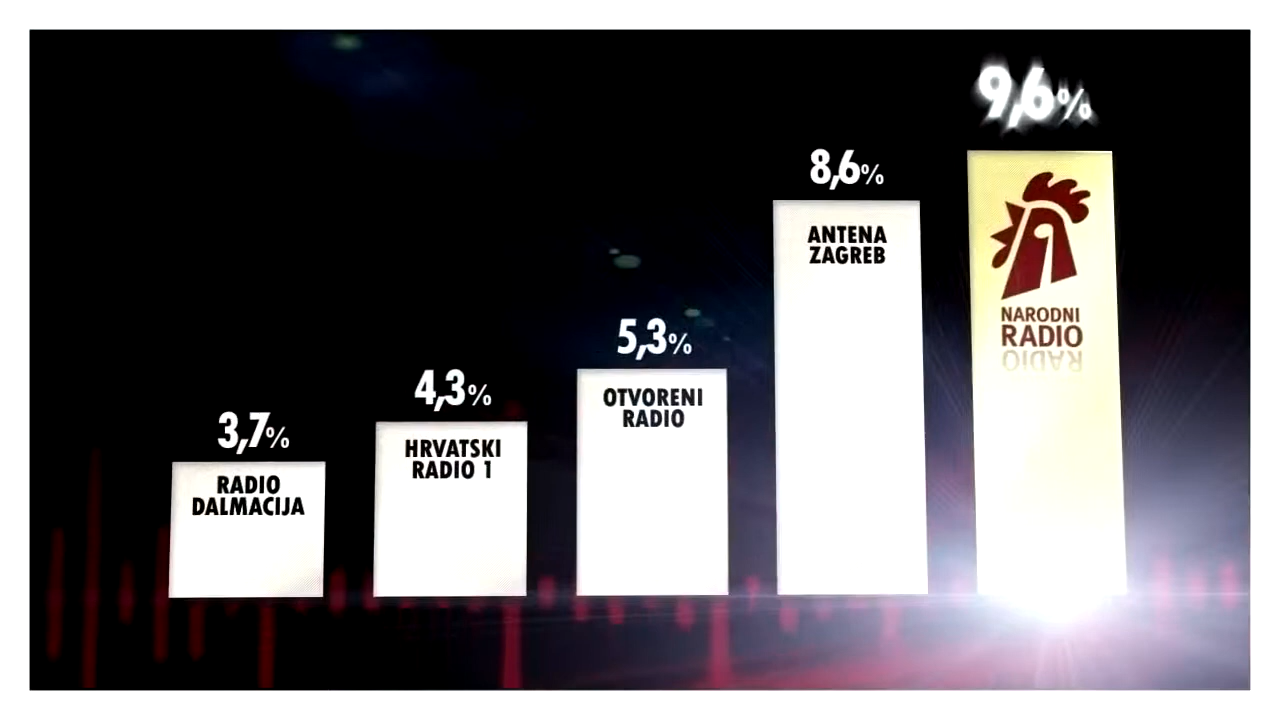 3,7%
RADIO
DALMACIJA
4,3%
HRVATSKI
RADIO 1
5,3%
OTVORENI
RADIO
8,6%
ANTENA
ZAGREB
9,6%
NARODNI
RADIO